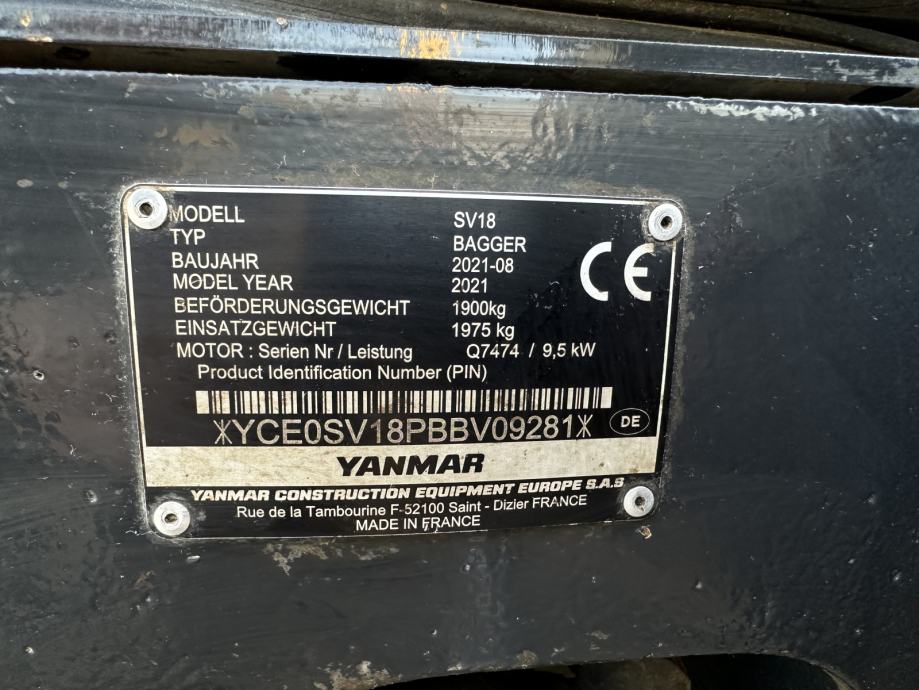 MODELL SV18
TYP BAGGER
BAUJAHR 2021-08
MODEL YEAR 2021
BEFÖRDERUNGSGEWICHT 1900kg
EINSATZGEWICHT 1975 kg
MOTOR : Serien Nr / Leistung Q7474 / 9,5 kW
Product Identification Number (PIN)
*YCE0SV18PBBV09281*
DE
CE
YANMAR
YANMAR CONSTRUCTION EQUIPMENT EUROPE S.A.S
Rue de la Tambourine F-52100 Saint - Dizier FRANCE
MADE IN FRANCE